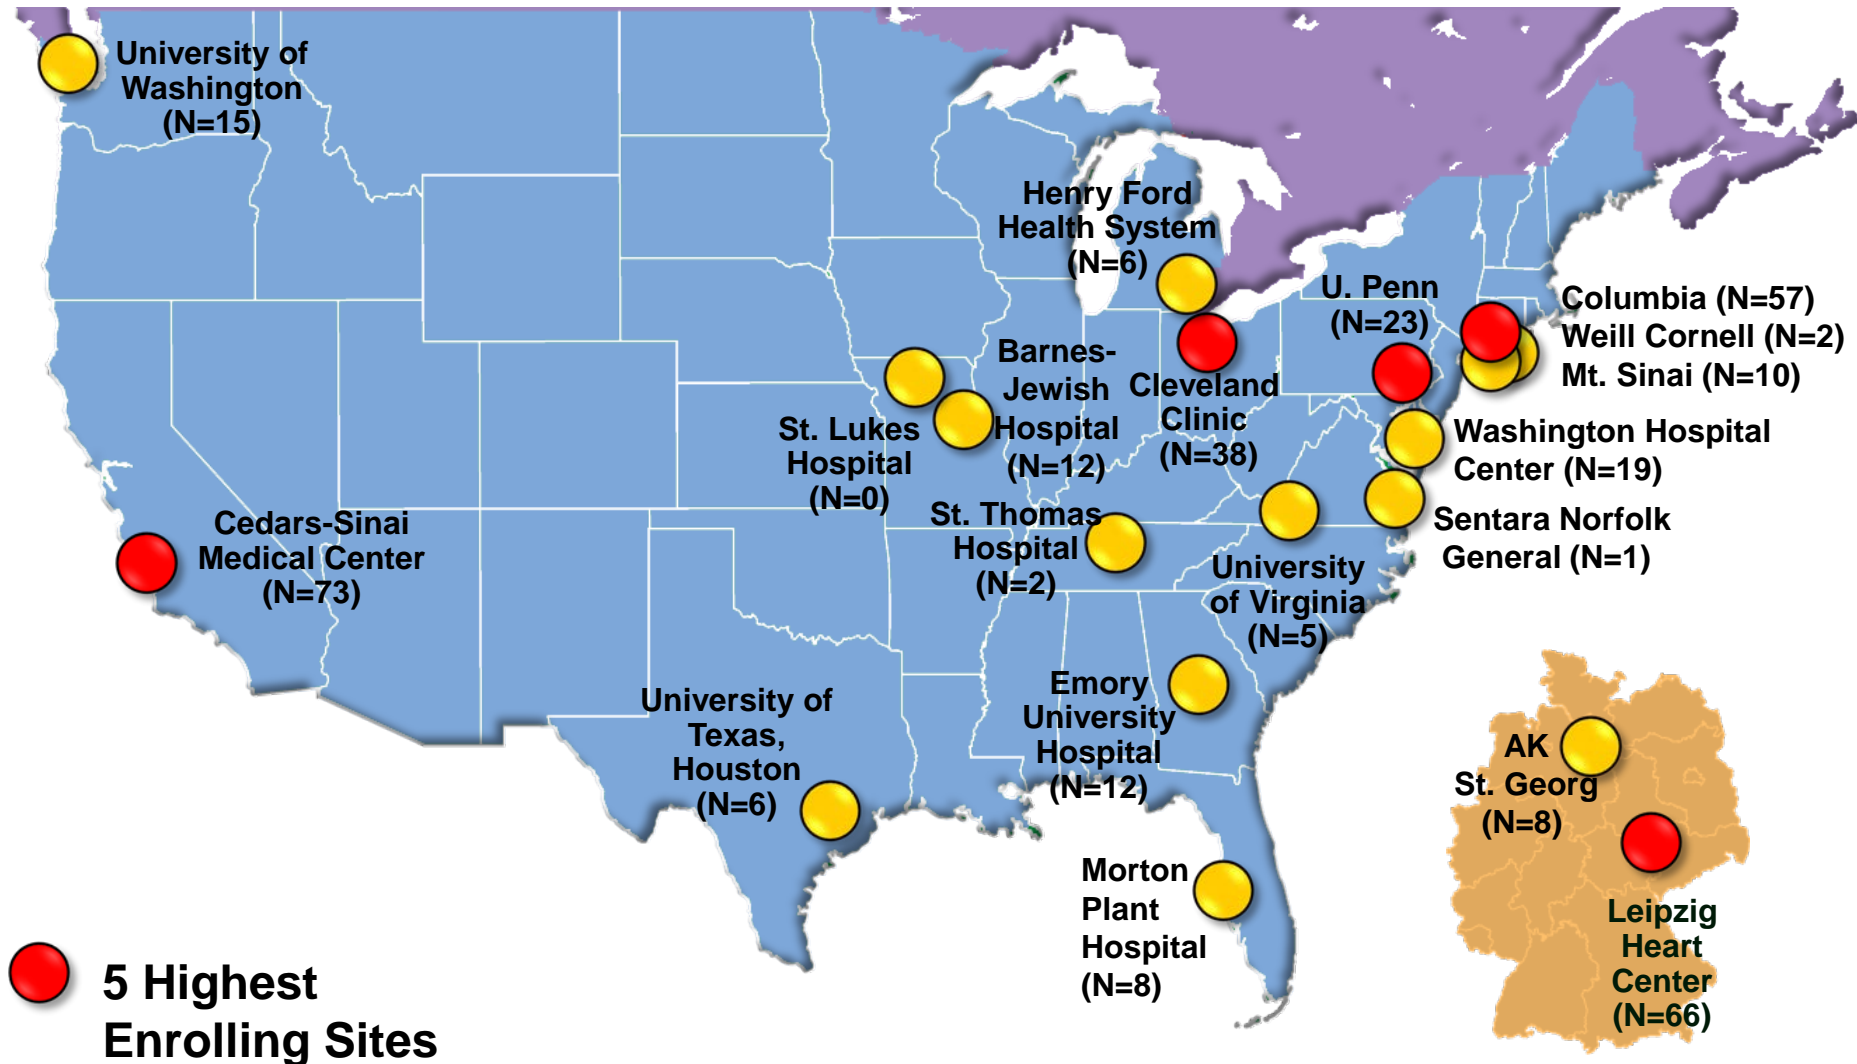 University of
Washington
(N=15)
Henry Ford
Health System
(N=6)
U. Penn
(N=23)
Columbia (N=57)
Weill Cornell (N=2)
Mt. Sinai (N=10)
Barnes-
Jewish
Hospital
(N=12)
Cleveland
Clinic
(N=38)
St. Lukes
Hospital
(N=0)
Washington Hospital
Center (N=19)
Cedars-Sinai
Medical Center
(N=73)
St. Thomas
Hospital
(N=2)
Sentara Norfolk
General (N=1)
University
of Virginia
(N=5)
University of
Texas,
Houston
(N=6)
Emory
University
Hospital
(N=12)
AK
St. Georg
(N=8)
Morton
Plant
Hospital
(N=8)
Leipzig
Heart
Center
(N=66)
5 Highest
Enrolling Sites